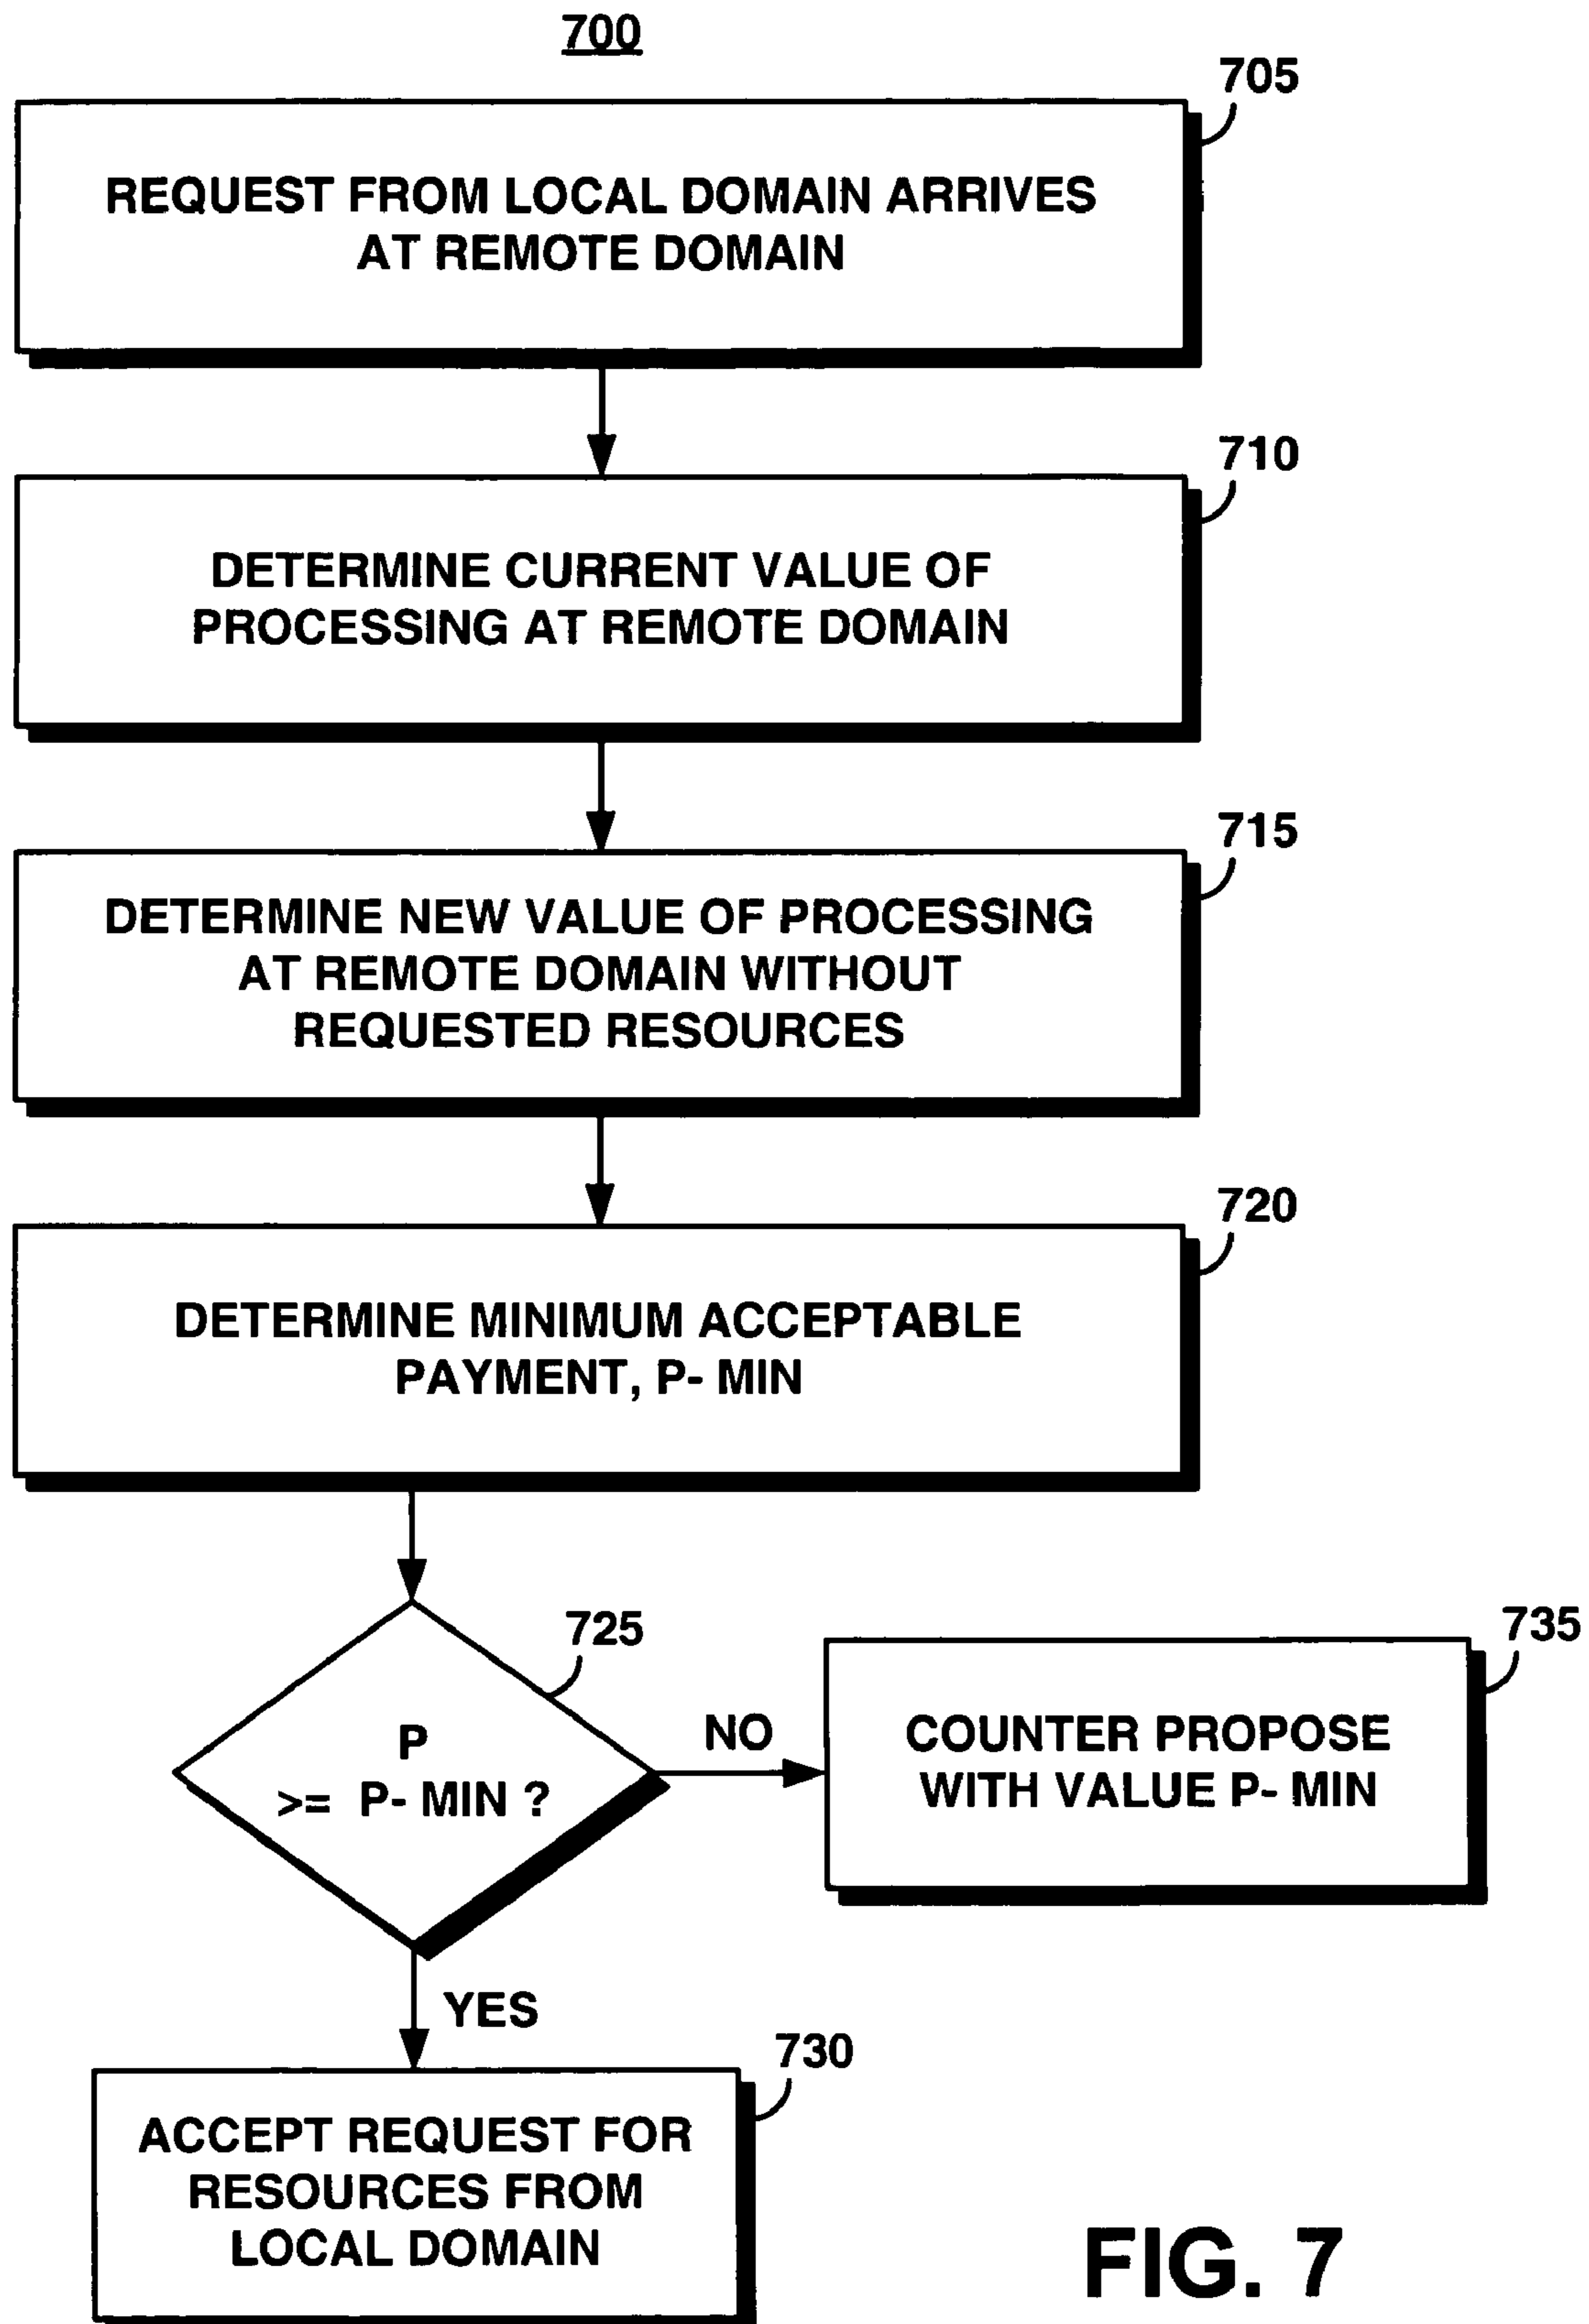 700
705
REQUEST FROM LOCAL DOMAIN ARRIVES
AT REMOTE DOMAIN
710
DETERMINE CURRENT VALUE OF
PROCESSING AT REMOTE DOMAIN
715
DETERMINE NEW VALUE OF PROCESSING
AT REMOTE DOMAIN WITHOUT
REQUESTED RESOURCES
720
DETERMINE MINIMUM ACCEPTABLE
PAYMENT, P- MIN
725
P
>= P- MIN ?
NO
735
COUNTER PROPOSE
WITH VALUE P- MIN
YES
730
ACCEPT REQUEST FOR
RESOURCES FROM
LOCAL DOMAIN
FIG. 7